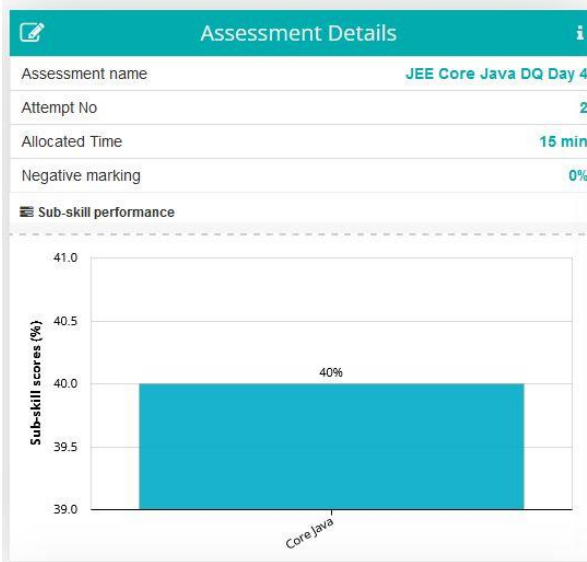 Assessment Details
Assessment name JEE Core Java DQ Day 4
Attempt No 2
Allocated Time 15 min
Negative marking 0%
Sub-skill performance
41.0
40.5
40.0
39.5
39.0
Sub-skill scores (%)
40%
Core Java